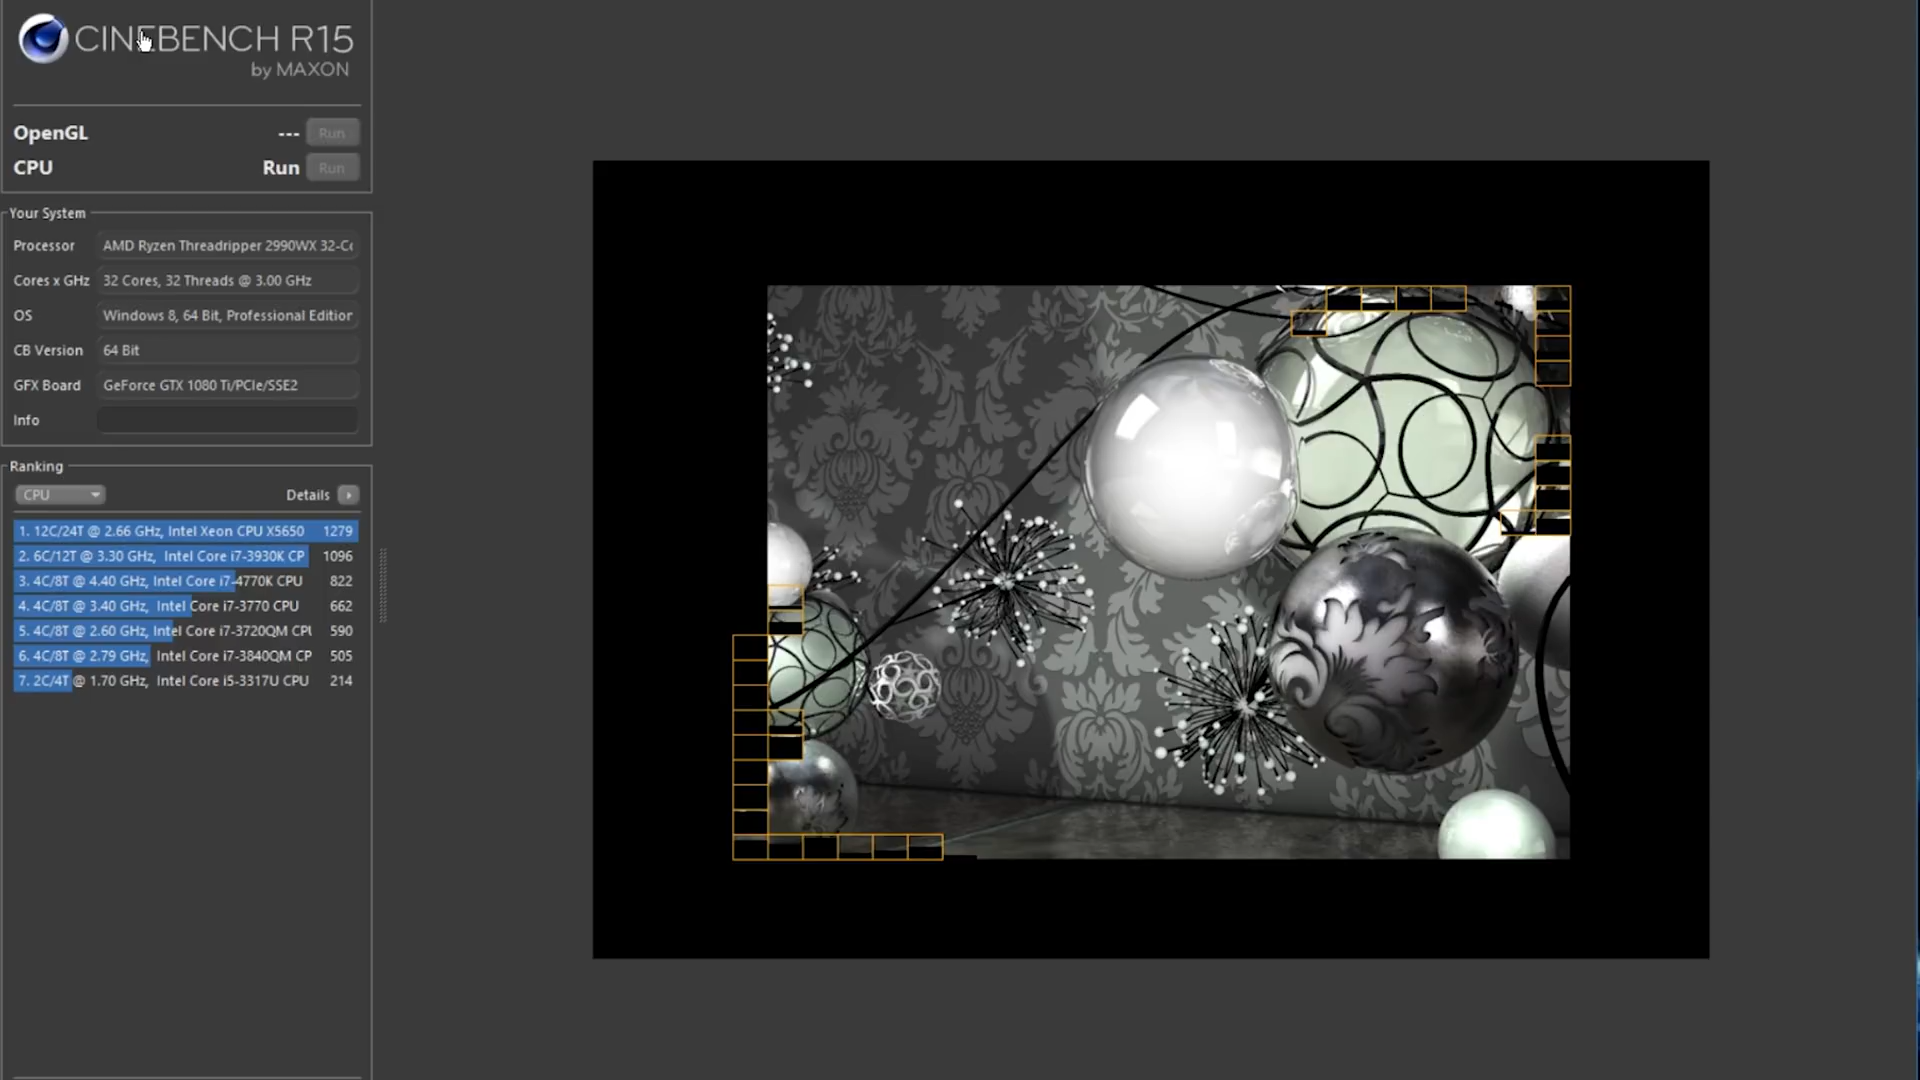 CINEBENCH R15
by MAXON
OpenGL --- Run
CPU Run Run
Your System
Processor AMD Ryzen Threadripper 2990WX 32-Co
Cores x GHz 32 Cores, 32 Threads @ 3.00 GHz
OS Windows 8, 64 Bit, Professional Edition
CB Version 64 Bit
GFX Board GeForce GTX 1080 Ti/PCIe/SSE2
Info
Ranking
CPU Details
1. 12C/24T @ 2.66 GHz, Intel Xeon CPU X5650 1279
2. 6C/12T @ 3.30 GHz, Intel Core i7-3930K CP 1096
3. 4C/8T @ 4.40 GHz, Intel Core i7-4770K CPU 822
4. 4C/8T @ 3.40 GHz, Intel Core i7-3770 CPU 662
5. 4C/8T @ 2.60 GHz, Intel Core i7-3720QM CPU 590
6. 4C/8T @ 2.79 GHz, Intel Core i7-3840QM CP 505
7. 2C/4T @ 1.70 GHz, Intel Core i5-3317U CPU 214